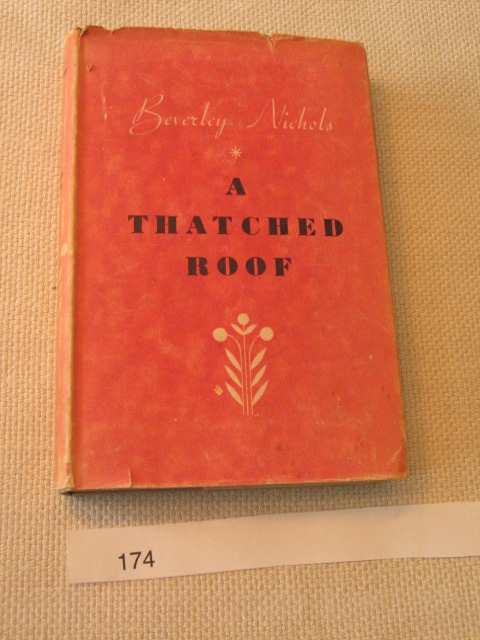 Beverley Nichols
*
A
THATCHED
ROOF
174